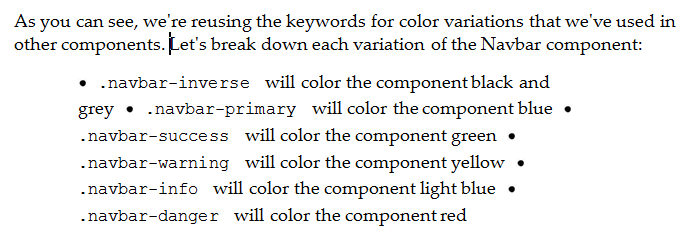 As you can see, we're reusing the keywords for color variations that we've used in
other components. Let's break down each variation of the Navbar component:
• .navbar-inverse will color the component black and
grey • .navbar-primary will color the component blue •
.navbar-success will color the component green •
.navbar-warning will color the component yellow •
.navbar-info will color the component light blue •
.navbar-danger will color the component red